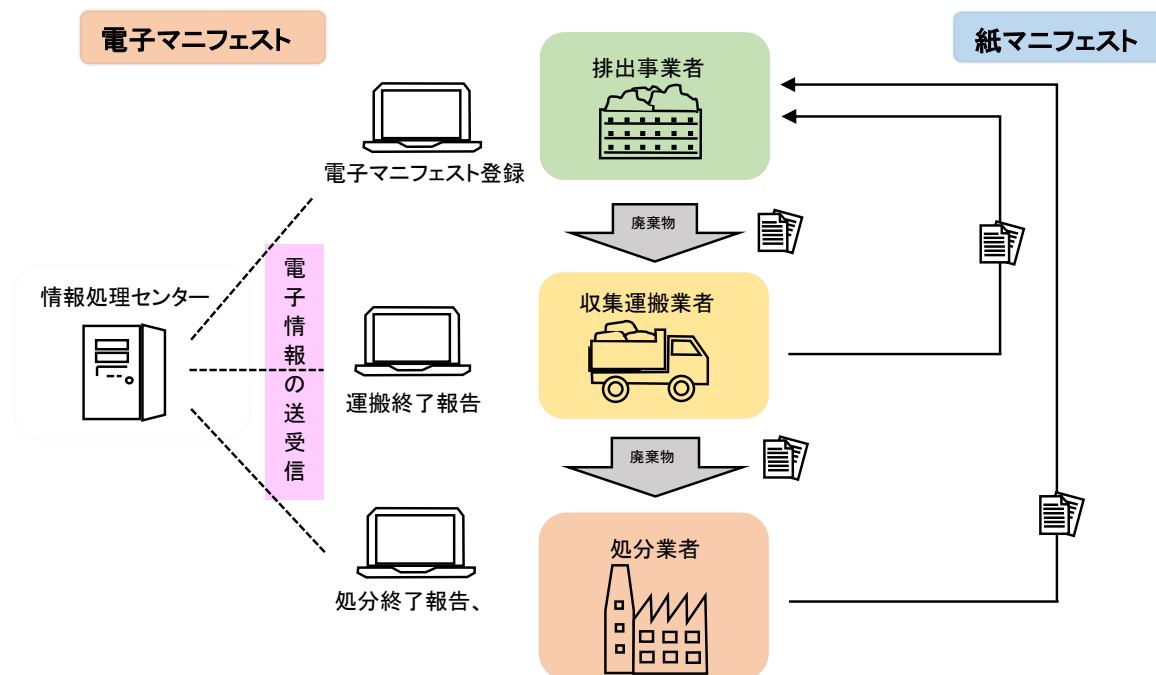 電子マニフェスト
紙マニフェスト
排出事業者
電子マニフェスト登録
廃棄物
情報処理センター
電子情報の送受信
収集運搬業者
運搬終了報告
廃棄物
処分業者
処分終了報告、